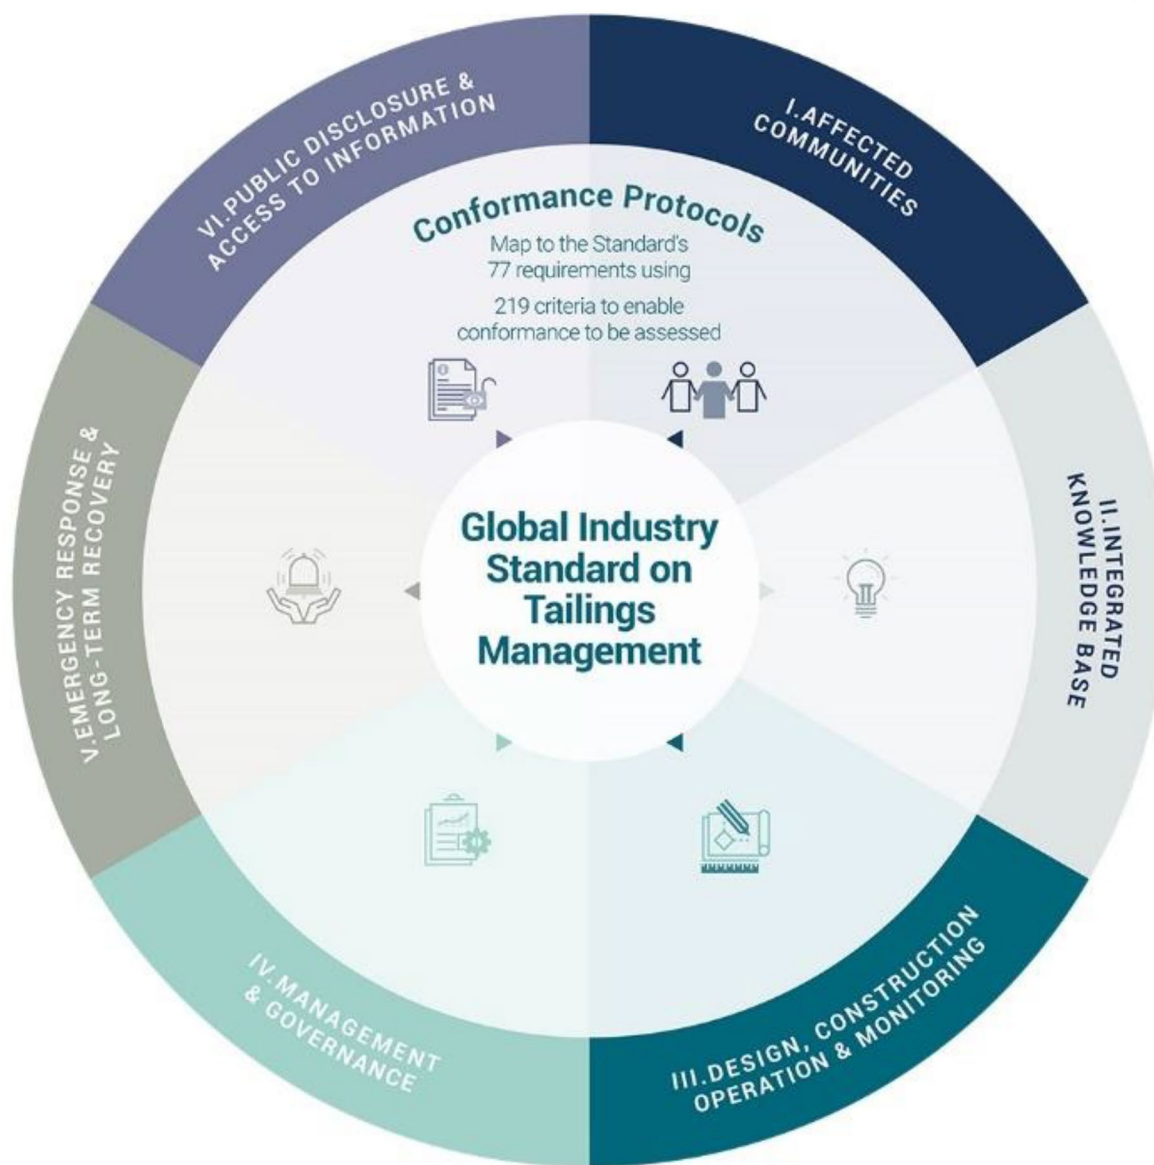 I.AFFECTED
COMMUNITIES
II.INTEGRATED
KNOWLEDGE BASE
III.DESIGN, CONSTRUCTION
OPERATION & MONITORING
IV.MANAGEMENT
& GOVERNANCE
V.EMERGENCY RESPONSE &
LONG-TERM RECOVERY
VI.PUBLIC DISCLOSURE &
ACCESS TO INFORMATION
Conformance Protocols
Map to the Standard's
77 requirements using
219 criteria to enable
conformance to be assessed
Global Industry
Standard on
Tailings
Management